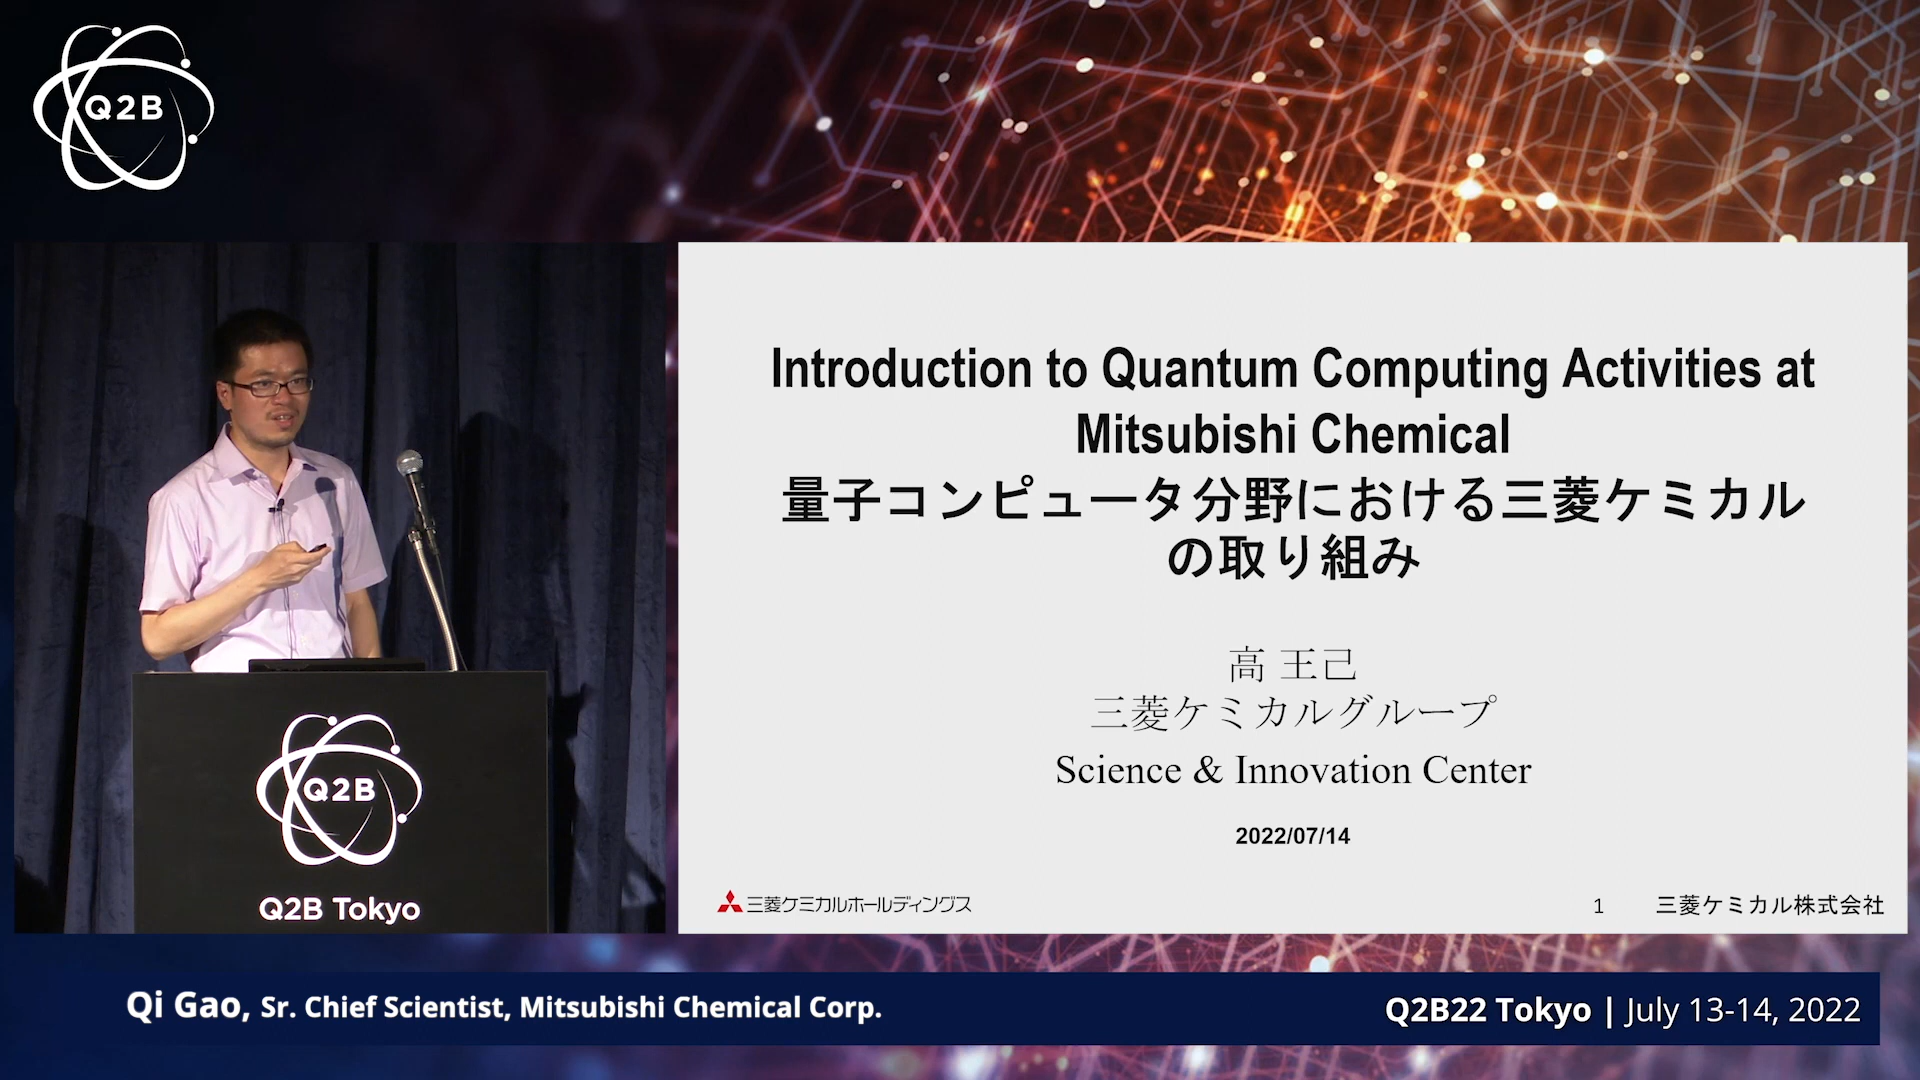 Q2B
Introduction to Quantum Computing Activities at
Mitsubishi Chemical
量子コンピュータ分野における三菱ケミカル
の取り組み
高 王己
三菱ケミカルグループ
Science & Innovation Center
2022/07/14
三菱ケミカルホールディングス
1
三菱ケミカル株式会社
Q2B
Q2B Tokyo
Qi Gao, Sr. Chief Scientist, Mitsubishi Chemical Corp.
Q2B22 Tokyo | July 13-14, 2022